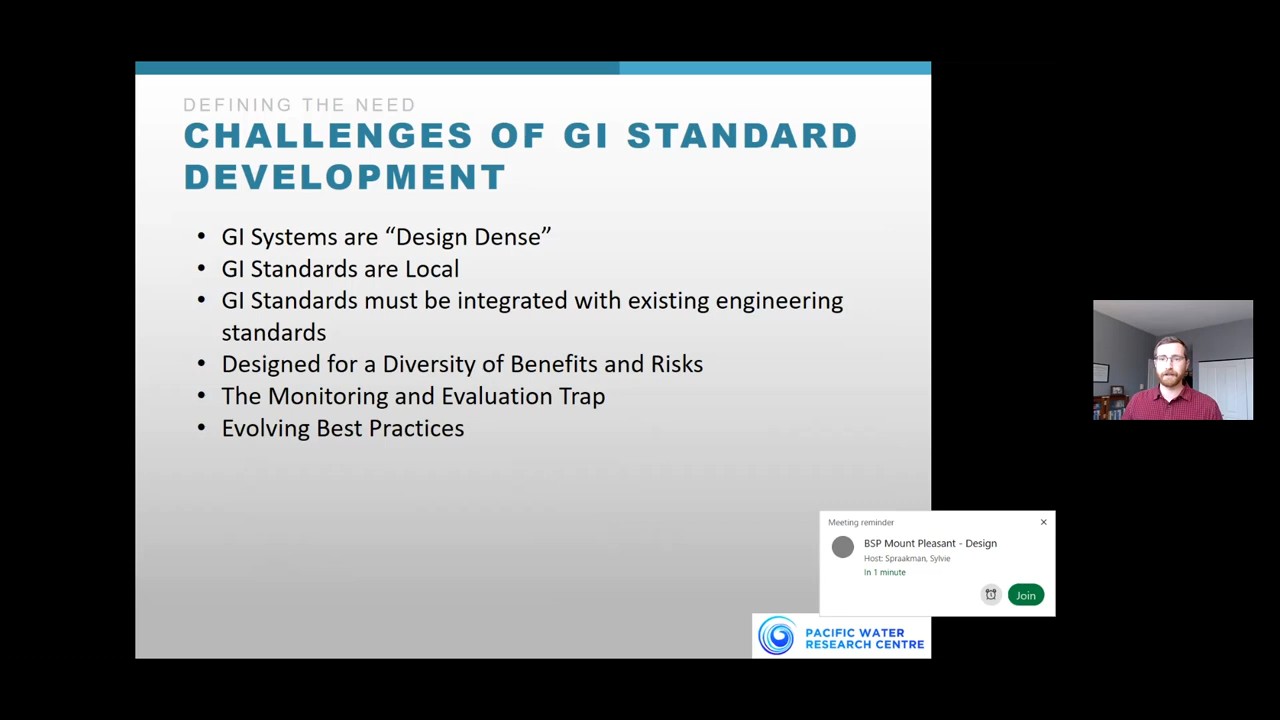 DEFINING THE NEED
CHALLENGES OF GI STANDARD
DEVELOPMENT
• GI Systems are “Design Dense”
• GI Standards are Local
• GI Standards must be integrated with existing engineering
standards
• Designed for a Diversity of Benefits and Risks
• The Monitoring and Evaluation Trap
• Evolving Best Practices
Meeting reminder
BSP Mount Pleasant - Design
Host: Spraakman, Sylvie
In 1 minute
Join
PACIFIC WATER
RESEARCH CENTRE